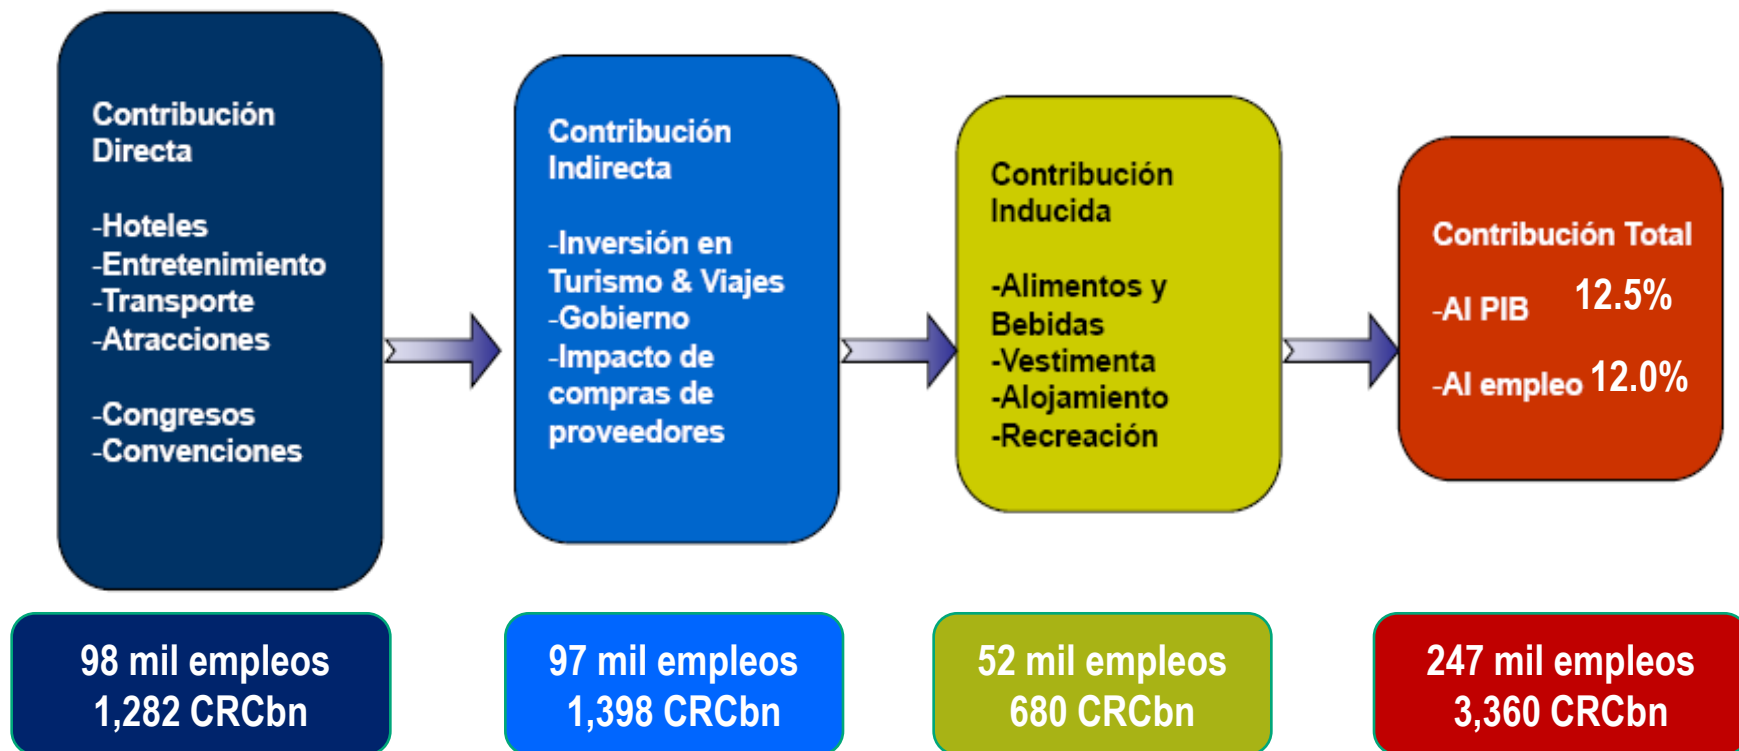 Contribución
Directa
-Hoteles
-Entretenimiento
-Transporte
-Atracciones
-Congresos
-Convenciones
Contribución
Indirecta
-Inversión en
Turismo & Viajes
-Gobierno
-Impacto de
compras de
proveedores
Contribución
Inducida
-Alimentos y
Bebidas
-Vestimenta
-Alojamiento
-Recreación
Contribución Total
-Al PIB 12.5%
-Al empleo 12.0%
98 mil empleos
1,282 CRCbn
97 mil empleos
1,398 CRCbn
52 mil empleos
680 CRCbn
247 mil empleos
3,360 CRCbn